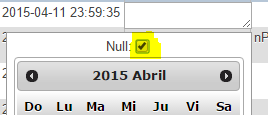 2015-04-11 23:59:35
Null:
2015 Abril
Do Lu Ma Mi Ju Vi Sa